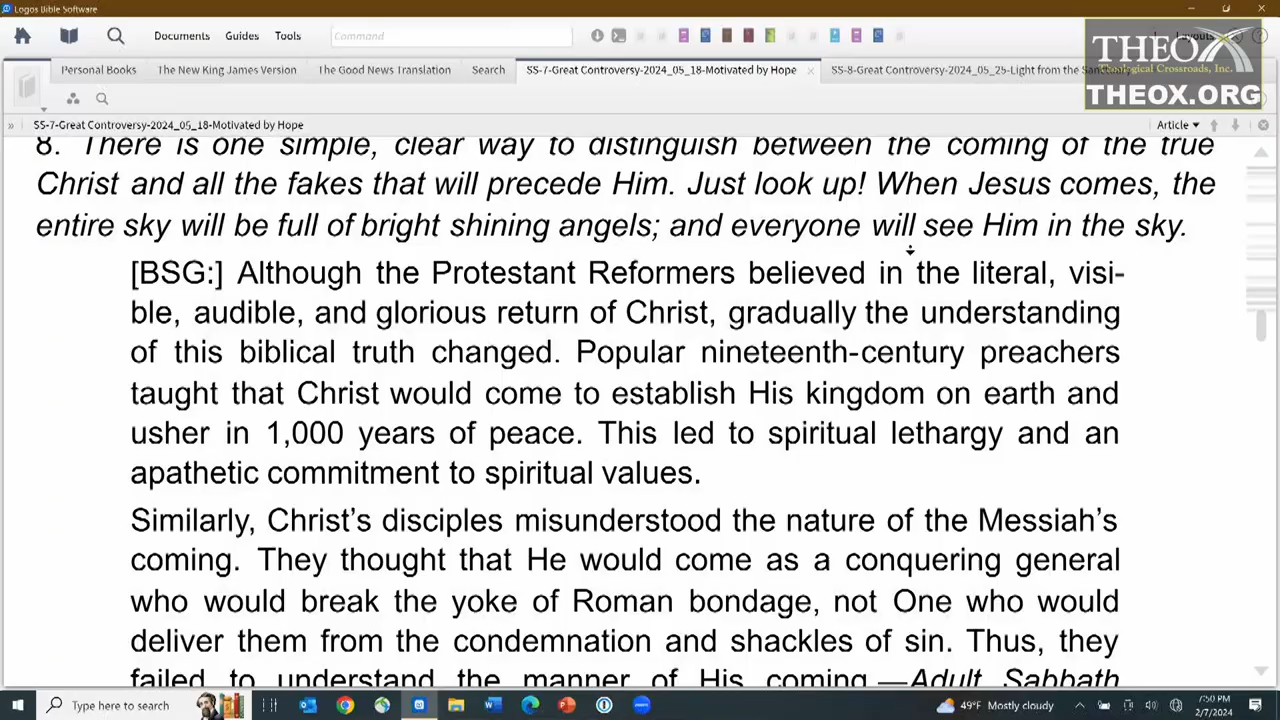 Logos Bible Software
Documents Guides Tools Command
THEOX
Theological Crossroads, Inc.
THEOX.ORG
Personal Books The New King James Version The Good Ne search SS-7-Great Controversy-2024_05_18-Motivated by Hope SS-8-Great Controversy-2024_05_25-Light from the
» SS-7-Great Controversy-2024_05_18-Motivated by Hope Article
8. There is one simple, clear way to distinguish between the coming of the true
Christ and all the fakes that will precede Him. Just look up! When Jesus comes, the
entire sky will be full of bright shining angels; and everyone will see Him in the sky.
[BSG:] Although the Protestant Reformers believed in the literal, visi-
ble, audible, and glorious return of Christ, gradually the understanding
of this biblical truth changed. Popular nineteenth-century preachers
taught that Christ would come to establish His kingdom on earth and
usher in 1,000 years of peace. This led to spiritual lethargy and an
apathetic commitment to spiritual values.
Similarly, Christ’s disciples misunderstood the nature of the Messiah’s
coming. They thought that He would come as a conquering general
who would break the yoke of Roman bondage, not One who would
deliver them from the condemnation and shackles of sin. Thus, they
failed to understand the manner of His coming.—Adult Sabbath
Type here to search 49°F Mostly cloudy 7:50 PM
2/7/2024